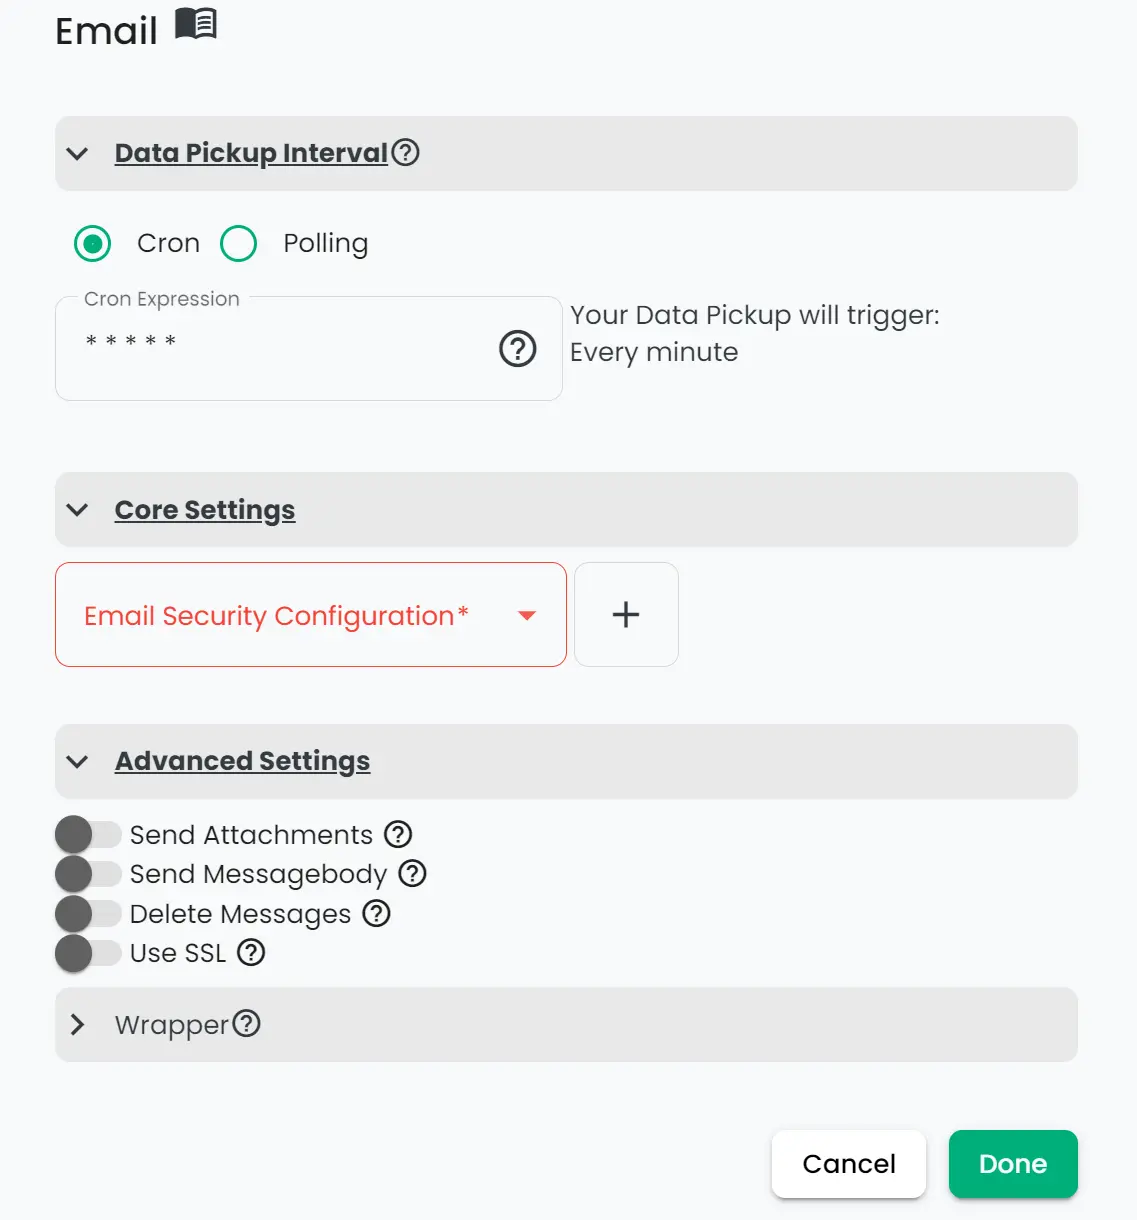 Email
Data Pickup Interval
Cron Polling
Cron Expression
* * * * *
Your Data Pickup will trigger:
Every minute
Core Settings
Email Security Configuration*
Advanced Settings
Send Attachments
Send Messagebody
Delete Messages
Use SSL
Wrapper
Cancel Done